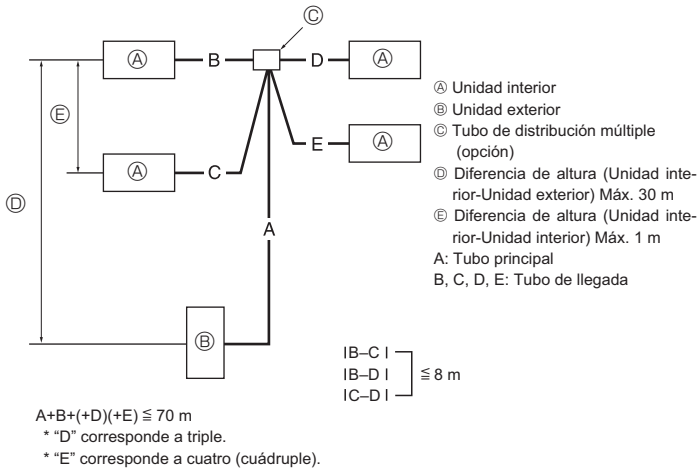 Ⓒ
Ⓐ B D Ⓐ
Ⓔ
Ⓐ C E Ⓐ
Ⓓ
A
Ⓑ
Ⓐ Unidad interior
Ⓑ Unidad exterior
Ⓒ Tubo de distribución múltiple
(opción)
Ⓓ Diferencia de altura (Unidad inte-
rior-Unidad exterior) Máx. 30 m
Ⓔ Diferencia de altura (Unidad inte-
rior-Unidad interior) Máx. 1 m
A: Tubo principal
B, C, D, E: Tubo de llegada
IB–C I
IB–D I ≦ 8 m
IC–D I
A+B+(+D)(+E) ≦ 70 m
* “D” corresponde a triple.
* “E” corresponde a cuatro (cuádruple).